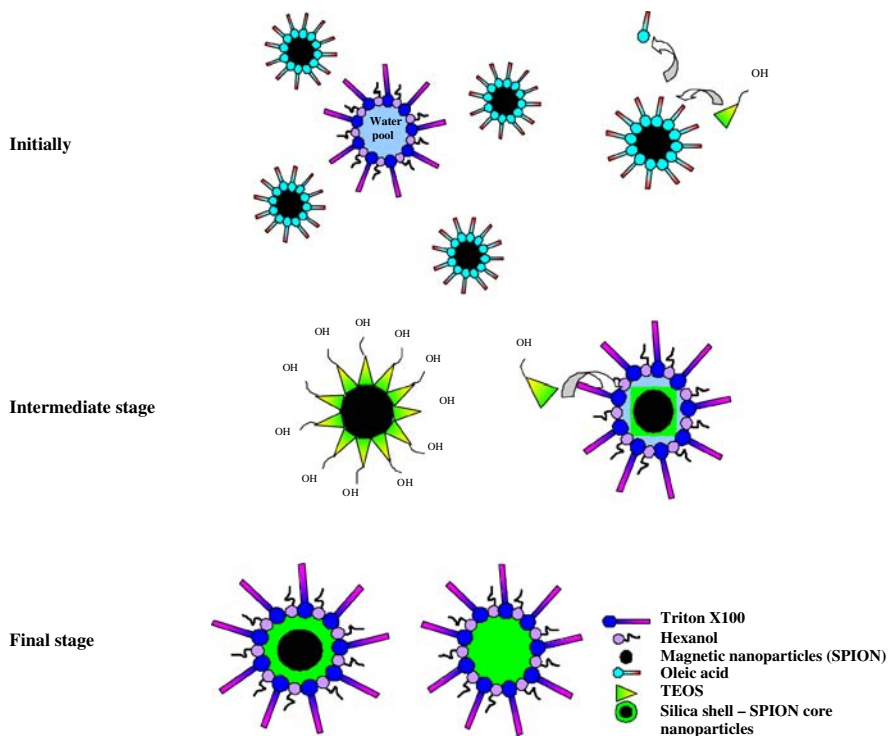 Initially
Water
pool
OH
Intermediate stage
OH
OH
OH
OH
OH
OH
OH
OH
OH
OH
OH
OH
OH
Final stage
Triton X100
Hexanol
Magnetic nanoparticles (SPION)
Oleic acid
TEOS
Silica shell – SPION core
nanoparticles